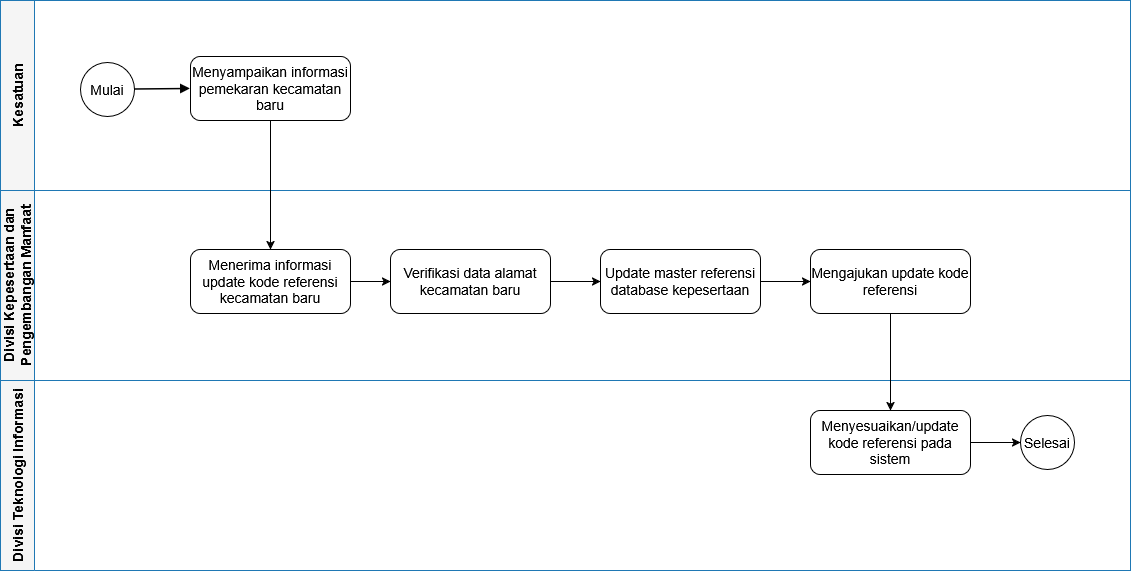 Kesatuan
Mulai
Menyampaikan informasi
pemekaran kecamatan
baru
Divisi Kepesertaan dan
Pengembangan Manfaat
Menerima informasi
update kode referensi
kecamatan baru
Verifikasi data alamat
kecamatan baru
Update master referensi
database kepesertaan
Mengajukan update kode
referensi
Divisi Teknologi Informasi
Menyesuaikan/update
kode referensi pada
sistem
Selesai